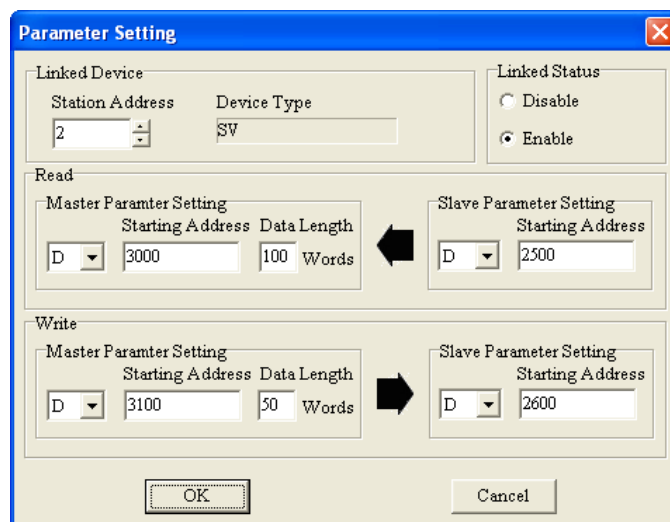 Parameter Setting
Linked Device
Station Address Device Type
2 SV
Linked Status
Disable
Enable
Read
Master Paramter Setting
Starting Address Data Length
D 3000 100 Words
Slave Parameter Setting
Starting Address
D 2500
Write
Master Paramter Setting
Starting Address Data Length
D 3100 50 Words
Slave Parameter Setting
Starting Address
D 2600
OK Cancel